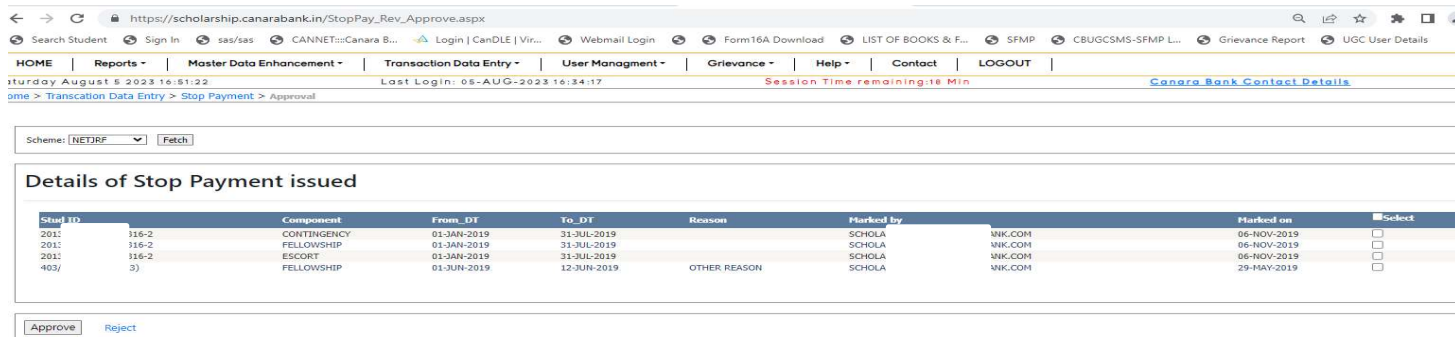 https://scholarship.canarabank.in/StopPay_Rev_Approve.aspx
Search Student Sign In sas/sas CANNET:::Canara B... Login | CanDLE | Vir... Webmail Login Form16A Download LIST OF BOOKS & F... SFMP CBUGCSMS-SFMP L... Grievance Report UGC User Details
HOME | Reports | Master Data Enhancement | Transaction Data Entry | User Managment | Grievance | Help | Contact | LOGOUT |
aturday August 5 2023 16:51:22 Last Login: 05-AUG-2023 16:34:17 Session Time remaining:18 Min Canara Bank Contact Details
ome > Transcation Data Entry > Stop Payment > Approval
Scheme: NETJRF Fetch
Details of Stop Payment issued
Stud ID Component From_DT To_DT Reason Marked by Marked on Select
2013 316-2 CONTINGENCY 01-JAN-2019 31-JUL-2019 SCHOLA ANK.COM 06-NOV-2019
2013 316-2 FELLOWSHIP 01-JAN-2019 31-JUL-2019 SCHOLA ANK.COM 06-NOV-2019
2013 316-2 ESCORT 01-JAN-2019 31-JUL-2019 SCHOLA ANK.COM 06-NOV-2019
403/ 3) FELLOWSHIP 01-JUN-2019 12-JUN-2019 OTHER REASON SCHOLA ANK.COM 29-MAY-2019
Approve Reject